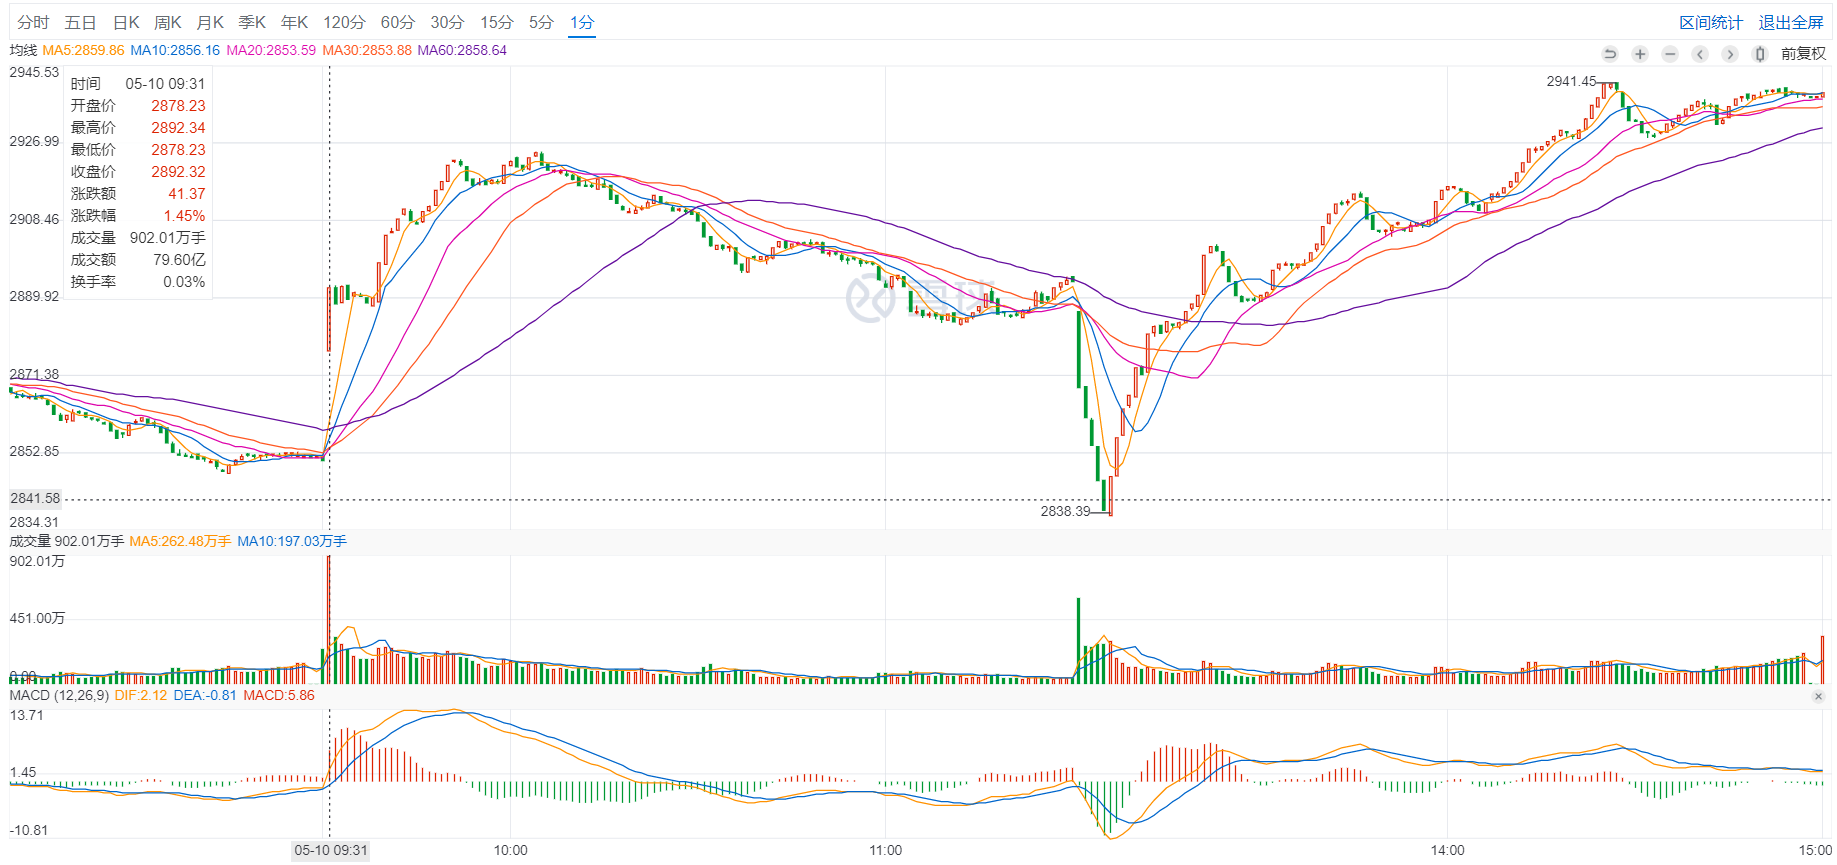 分时 五日 日K 周K 月K 季K 年K 120分 60分 30分 15分 5分 1分 区间统计 退出全屏
均线 MA5:2859.86 MA10:2856.16 MA20:2853.59 MA30:2853.88 MA60:2858.64
前复权
2945.53
时间 05-10 09:31
开盘价 2878.23
最高价 2892.34
最低价 2878.23
收盘价 2892.32
涨跌额 41.37
涨跌幅 1.45%
成交量 902.01万手
成交额 79.60亿
换手率 0.03%
2941.45
2926.99
2908.46
2889.92
雪球
2871.38
2852.85
2841.58
2838.39
2834.31
成交量 902.01万手 MA5:262.48万手 MA10:197.03万手
902.01万
451.00万
0.00
MACD (12,26,9) DIF:2.12 DEA:-0.81 MACD:5.86
13.71
1.45
-10.81
05-10 09:31 10:00 11:00 14:00 15:00